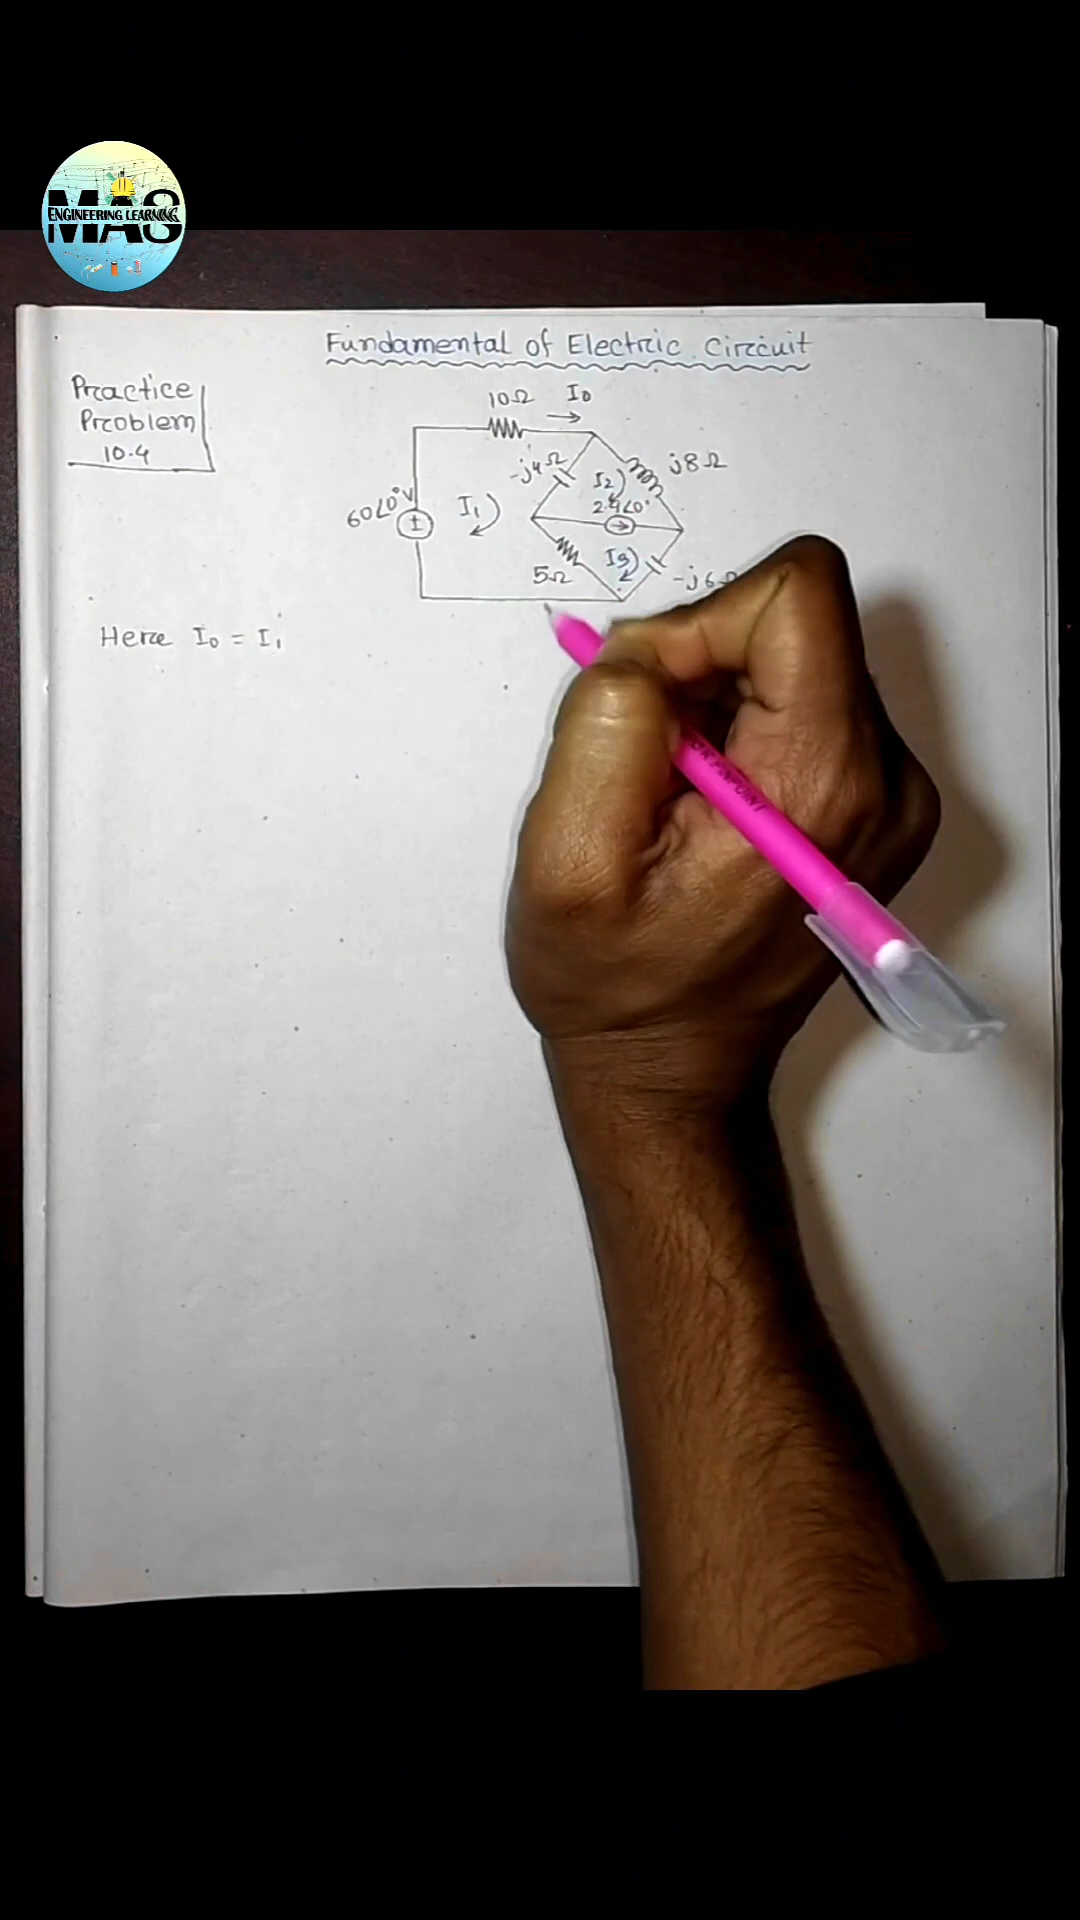 MAS
ENGINEERING LEARNING
Fundamental of Electric Circuit
Practice
Problem
10.4
10Ω
I₀
-j4Ω
j8Ω
I₂
60∠0° V
I₁
2.4∠0°
5Ω
I₃
-j6Ω
Here I₀ = I₁